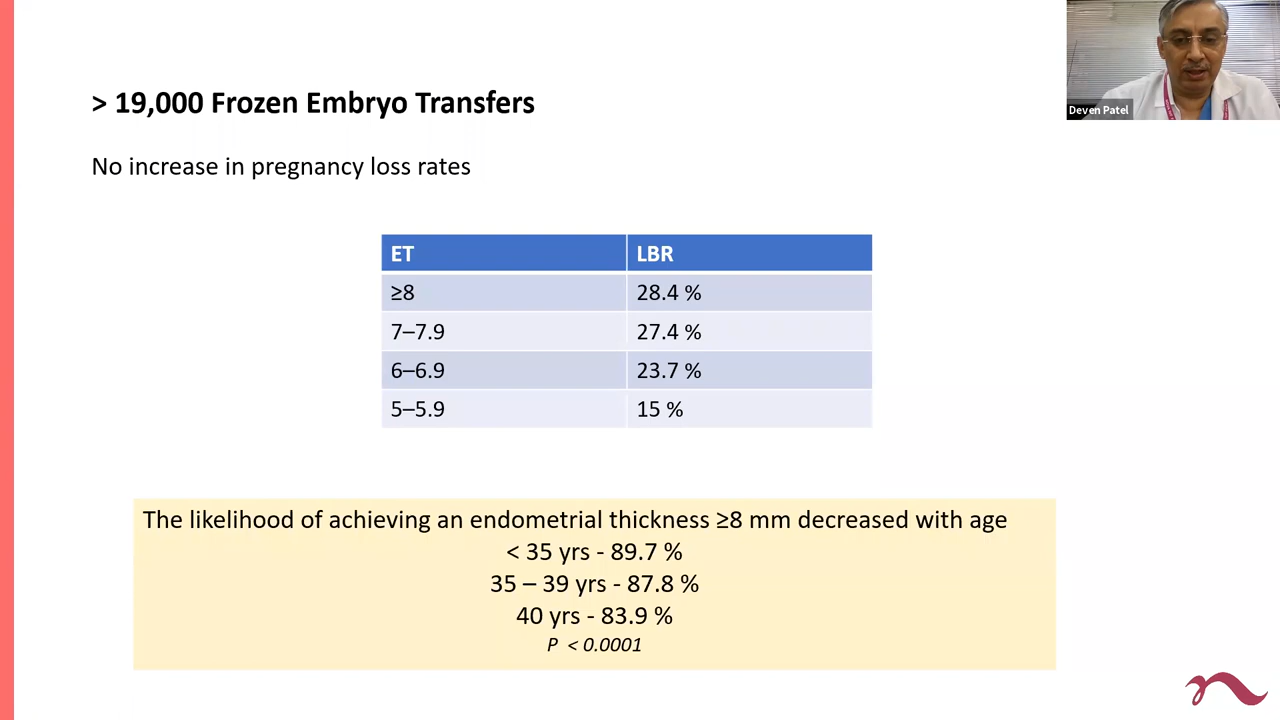 > 19,000 Frozen Embryo Transfers
Deven Patel
No increase in pregnancy loss rates
ET LBR
≥8 28.4 %
7–7.9 27.4 %
6–6.9 23.7 %
5–5.9 15 %
The likelihood of achieving an endometrial thickness ≥8 mm decreased with age
< 35 yrs - 89.7 %
35 – 39 yrs - 87.8 %
40 yrs - 83.9 %
P < 0.0001